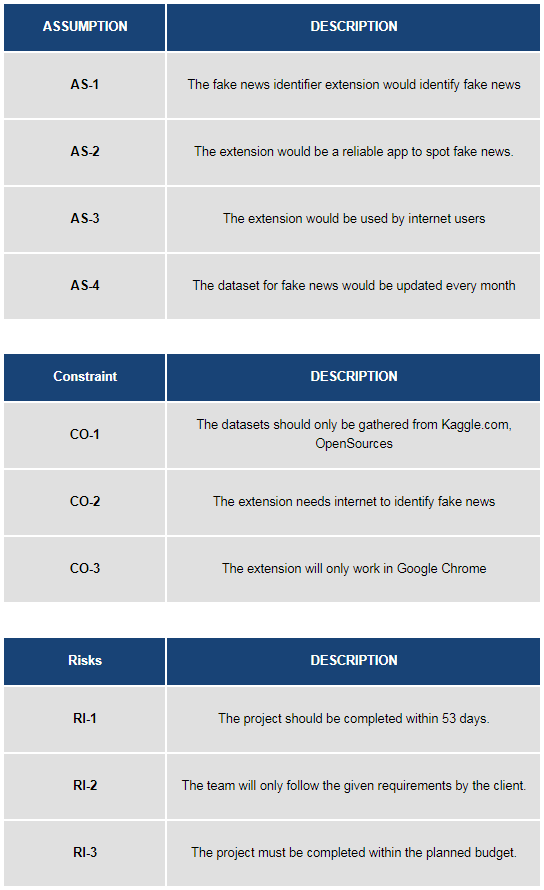 ASSUMPTION DESCRIPTION
AS-1 The fake news identifier extension would identify fake news
AS-2 The extension would be a reliable app to spot fake news.
AS-3 The extension would be used by internet users
AS-4 The dataset for fake news would be updated every month
Constraint DESCRIPTION
CO-1 The datasets should only be gathered from Kaggle.com,
OpenSources
CO-2 The extension needs internet to identify fake news
CO-3 The extension will only work in Google Chrome
Risks DESCRIPTION
RI-1 The project should be completed within 53 days.
RI-2 The team will only follow the given requirements by the client.
RI-3 The project must be completed within the planned budget.